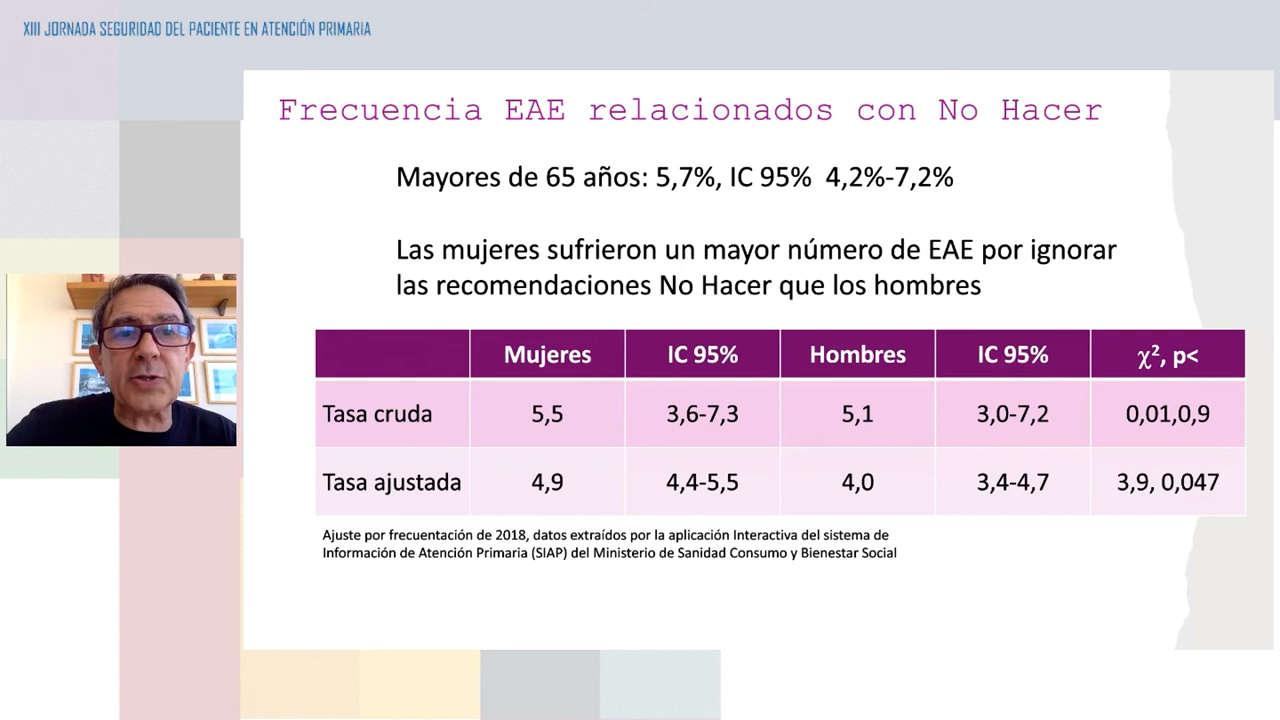 XIII JORNADA SEGURIDAD DEL PACIENTE EN ATENCIÓN PRIMARIA
Frecuencia EAE relacionados con No Hacer
Mayores de 65 años: 5,7%, IC 95% 4,2%-7,2%
Las mujeres sufrieron un mayor número de EAE por ignorar
las recomendaciones No Hacer que los hombres
Mujeres IC 95% Hombres IC 95% χ², p<
Tasa cruda 5,5 3,6-7,3 5,1 3,0-7,2 0,01,0,9
Tasa ajustada 4,9 4,4-5,5 4,0 3,4-4,7 3,9, 0,047
Ajuste por frecuentación de 2018, datos extraídos por la aplicación Interactiva del sistema de
Información de Atención Primaria (SIAP) del Ministerio de Sanidad Consumo y Bienestar Social